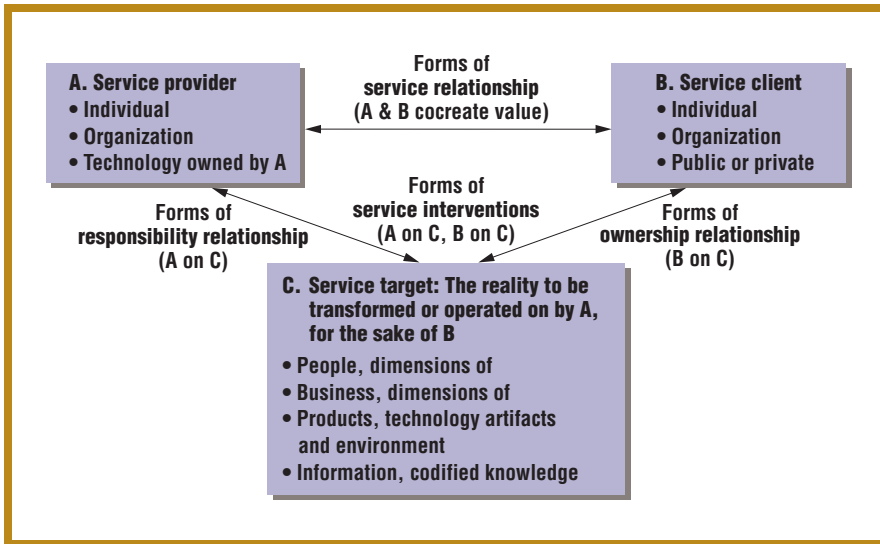 A. Service provider
• Individual
• Organization
• Technology owned by A
Forms of
service relationship
(A & B cocreate value)
B. Service client
• Individual
• Organization
• Public or private
Forms of
responsibility relationship
(A on C)
Forms of
service interventions
(A on C, B on C)
Forms of
ownership relationship
(B on C)
C. Service target: The reality to be
transformed or operated on by A,
for the sake of B
• People, dimensions of
• Business, dimensions of
• Products, technology artifacts
and environment
• Information, codified knowledge